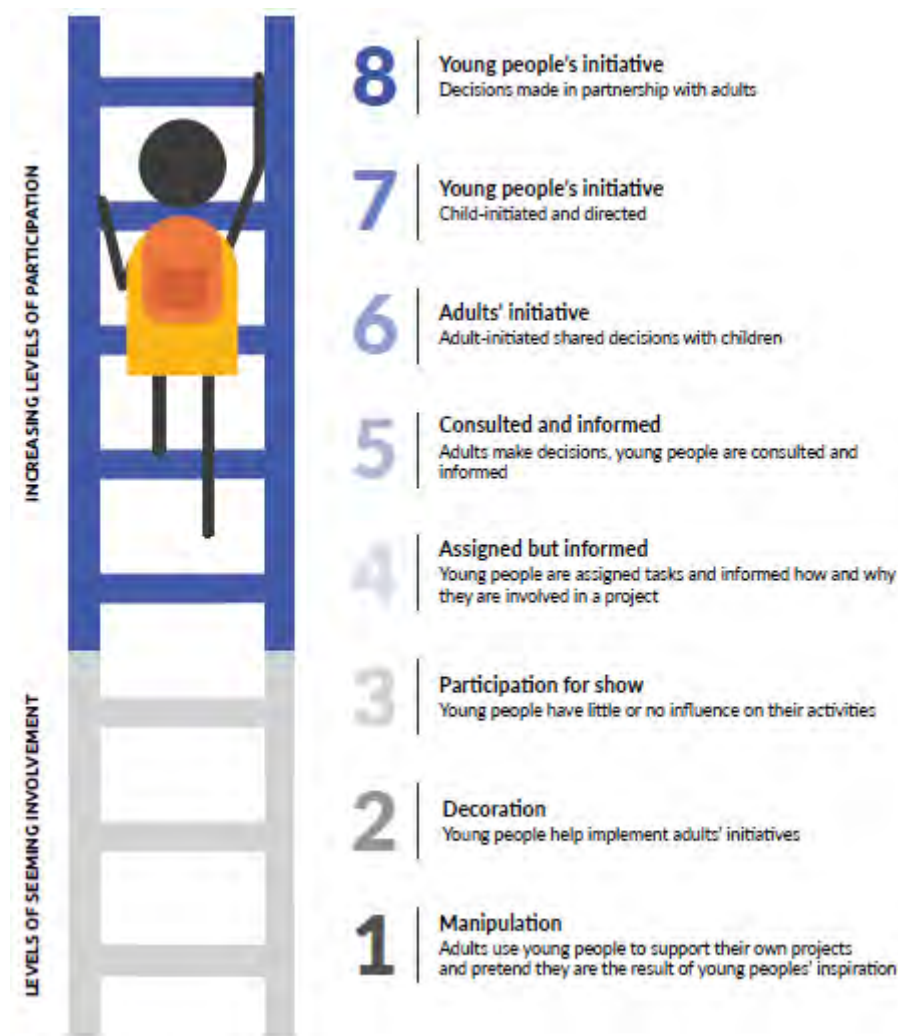 8
Young people's initiative
Decisions made in partnership with adults
7
Young people's initiative
Child-initiated and directed
6
Adults' initiative
Adult-initiated shared decisions with children
5
Consulted and informed
Adults make decisions, young people are consulted and
informed
4
Assigned but informed
Young people are assigned tasks and informed how and why
they are involved in a project
3
Participation for show
Young people have little or no influence on their activities
2
Decoration
Young people help implement adults' initiatives
1
Manipulation
Adults use young people to support their own projects
and pretend they are the result of young peoples' inspiration
INCREASING LEVELS OF PARTICIPATION
LEVELS OF SEEMING INVOLVEMENT